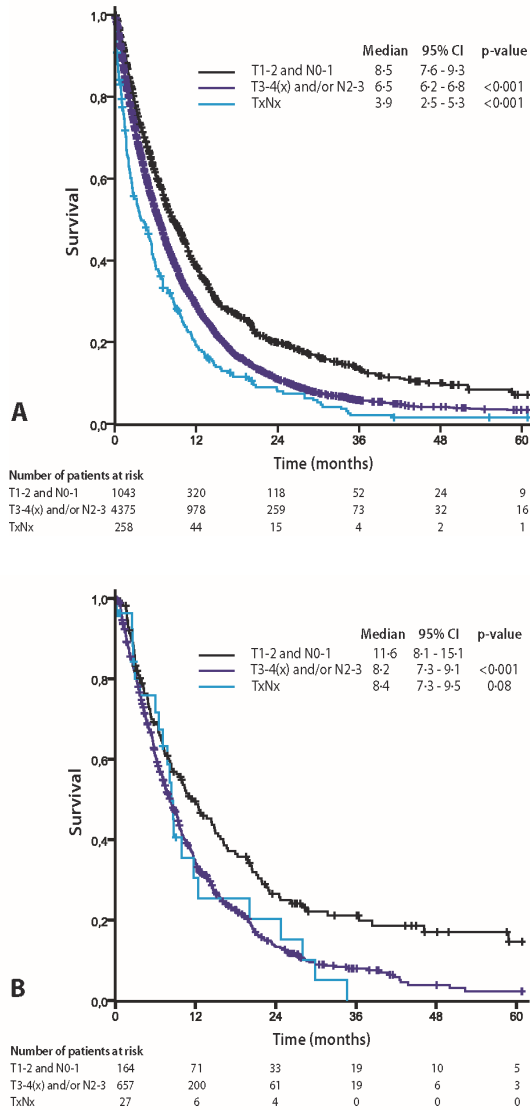 Median 95% CI p-value
T1-2 and N0-1 8·5 7·6 - 9·3
T3-4(x) and/or N2-3 6·5 6·2 - 6·8 <0·001
TxNx 3·9 2·5 - 5·3 <0·001
1,0
0,8
0,6
0,4
0,2
0,0
Survival
0 12 24 36 48 60
Time (months)
A
Number of patients at risk
T1-2 and N0-1 1043 320 118 52 24 9
T3-4(x) and/or N2-3 4375 978 259 73 32 16
TxNx 258 44 15 4 2 1
Median 95% CI p-value
T1-2 and N0-1 11·6 8·1 - 15·1
T3-4(x) and/or N2-3 8·2 7·3 - 9·1 <0·001
TxNx 8·4 7·3 - 9·5 0·08
1,0
0,8
0,6
0,4
0,2
0,0
Survival
0 12 24 36 48 60
Time (months)
B
Number of patients at risk
T1-2 and N0-1 164 71 33 19 10 5
T3-4(x) and/or N2-3 657 200 61 19 6 3
TxNx 27 6 4 0 0 0